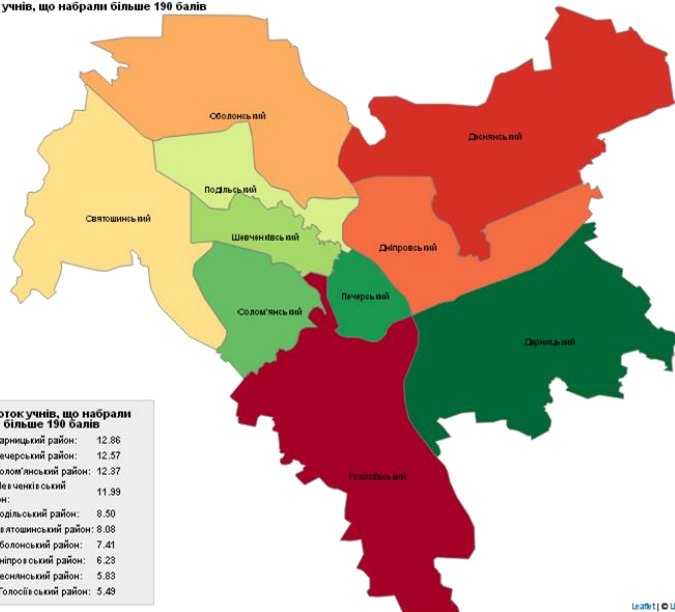 учнів, що набрали більше 190 балів
Оболонський
Деснянський
Подільський
Святошинський
Шевченківський
Дніпровський
Печерський
Солом'янський
Дарницький
Голосіївський
оток учнів, що набрали
більше 190 балів
арницький район: 12.86
ечерський район: 12.57
олом'янський район: 12.37
евченківський
н: 11.99
одільський район: 8.50
вятошинський район: 8.08
болонський район: 7.41
ніпровський район: 6.23
еснянський район: 5.83
Голосіївський район: 5.49
Leaflet | ©